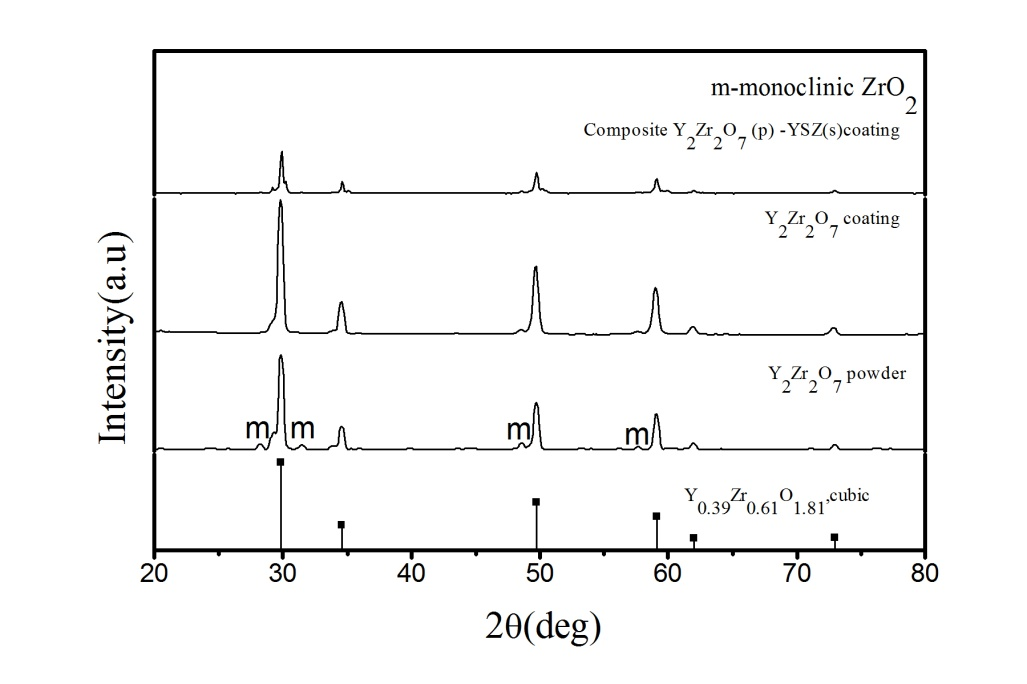 m-monoclinic ZrO2
Composite Y2Zr2O7 (p) -YSZ(s)coating
Y2Zr2O7 coating
Y2Zr2O7 powder
m m m m
Y0.39Zr0.61O1.81,cubic
Intensity(a.u)
20 30 40 50 60 70 80
2θ(deg)